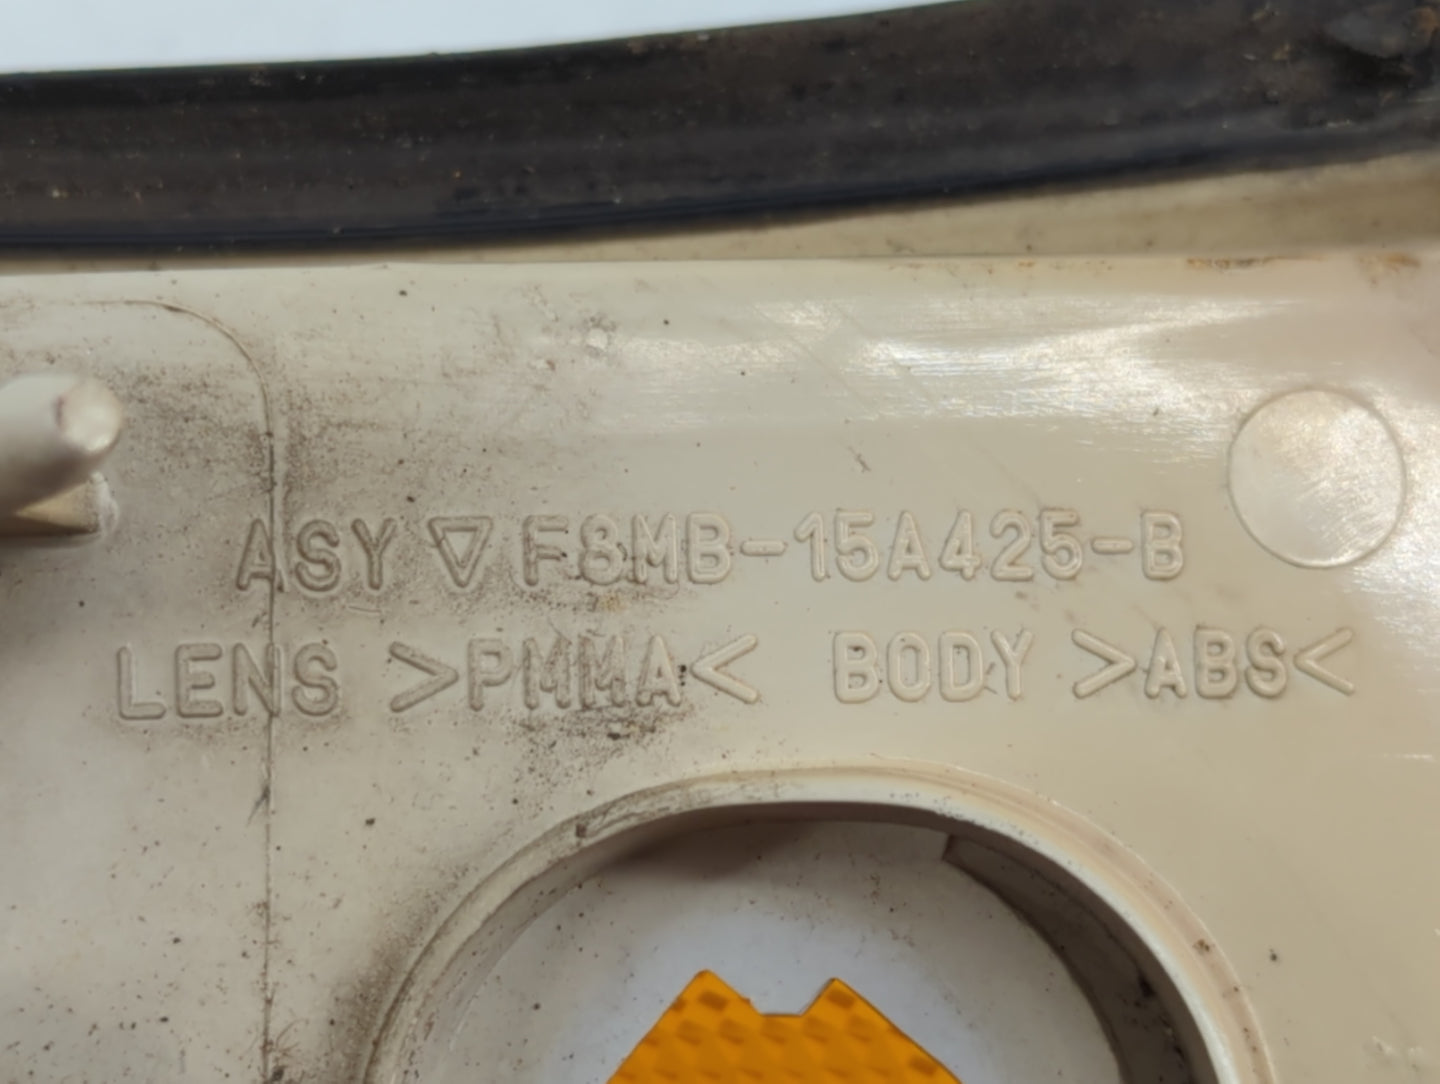 ASY ▽ F8MB-15A425-B
LENS >PMMA< BODY >ABS<